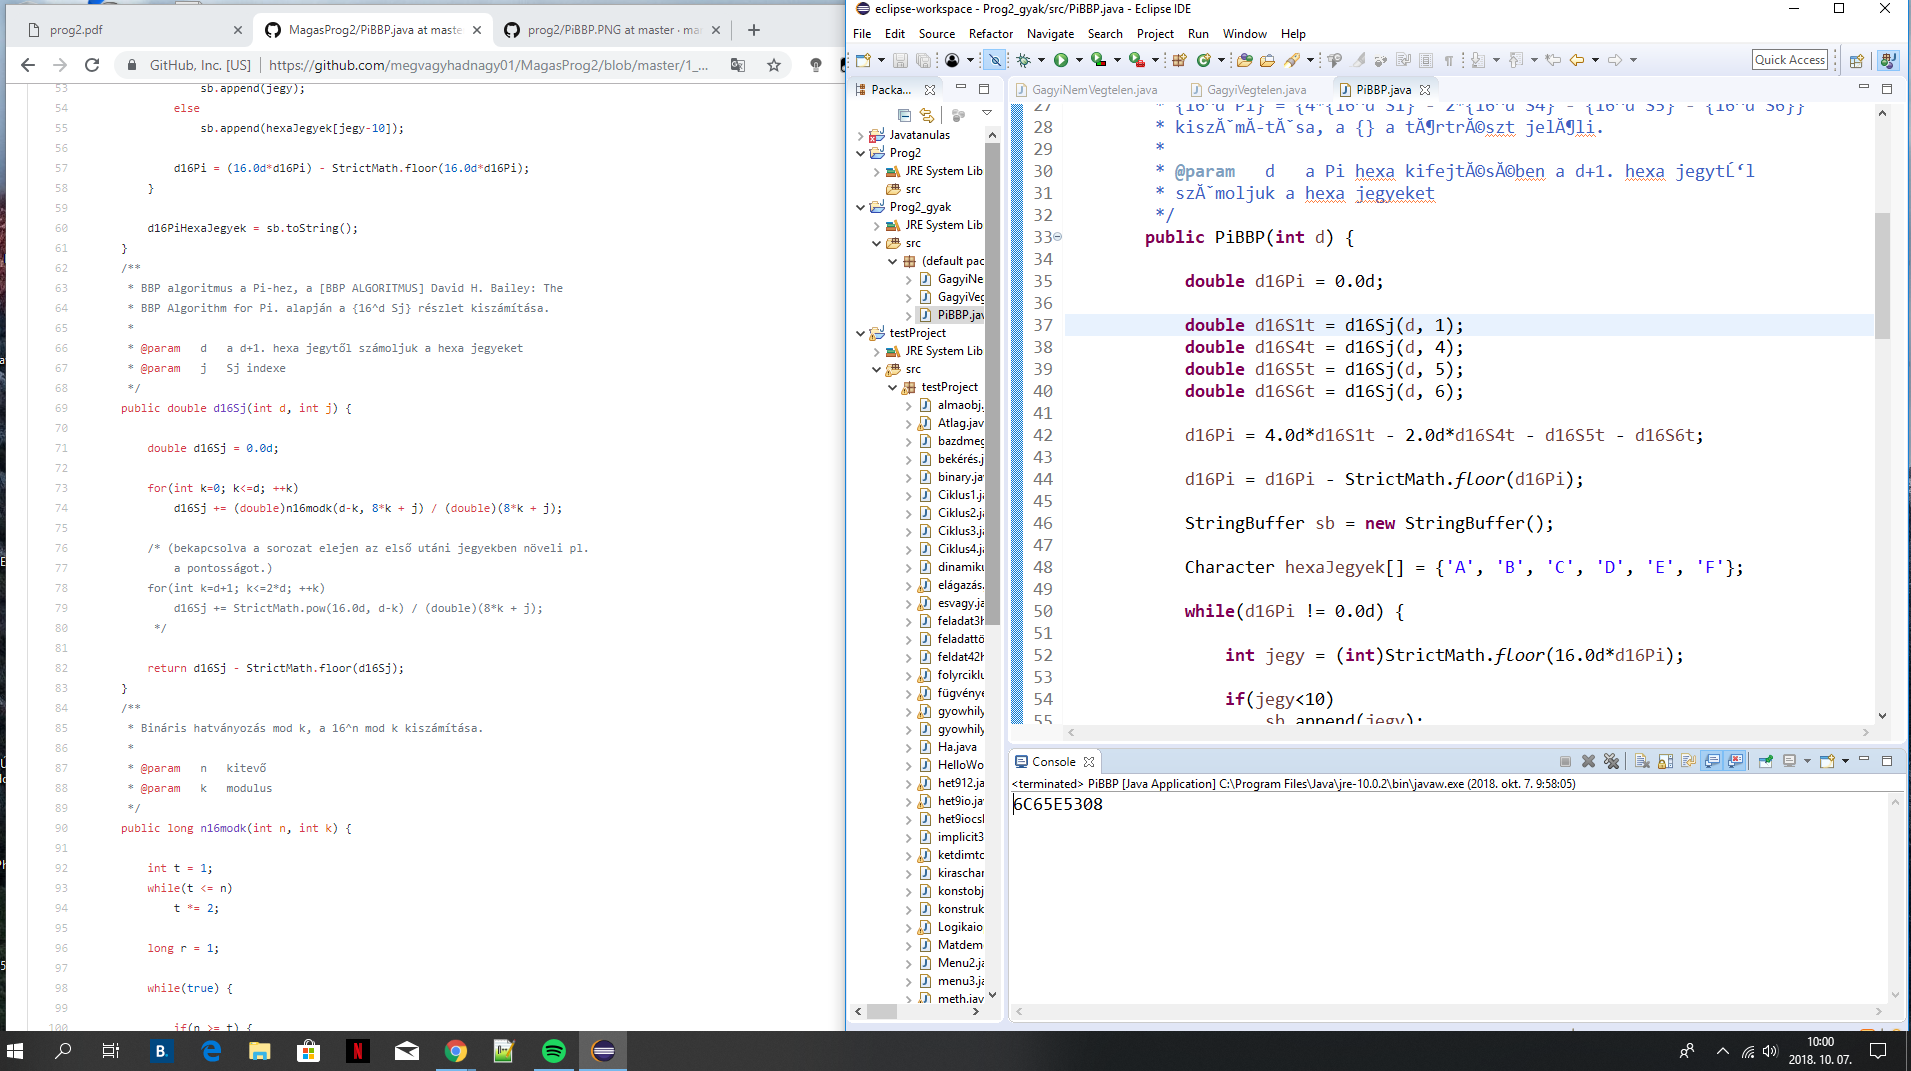 prog2.pdf
MagasProg2/PiBBP.java at maste
prog2/PiBBP.PNG at master · ma
GitHub, Inc. [US] | https://github.com/megvagyhadnagy01/MagasProg2/blob/master/1_...
53 sb.append(jegy);
54 else
55 sb.append(hexaJegyek[jegy-10]);
56
57 d16Pi = (16.0d*d16Pi) - StrictMath.floor(16.0d*d16Pi);
58 }
59
60 d16PiHexaJegyek = sb.toString();
61 }
62 /**
63 * BBP algoritmus a Pi-hez, a [BBP ALGORITMUS] David H. Bailey: The
64 * BBP Algorithm for Pi. alapján a {16^d Sj} részlet kiszámítása.
65 *
66 * @param d a d+1. hexa jegytől számoljuk a hexa jegyeket
67 * @param j Sj indexe
68 */
69 public double d16Sj(int d, int j) {
70
71 double d16Sj = 0.0d;
72
73 for(int k=0; k<=d; ++k)
74 d16Sj += (double)n16modk(d-k, 8*k + j) / (double)(8*k + j);
75
76 /* (bekapcsolva a sorozat elejen az első utáni jegyekben növeli pl.
77 a pontosságot.)
78 for(int k=d+1; k<=2*d; ++k)
79 d16Sj += StrictMath.pow(16.0d, d-k) / (double)(8*k + j);
80 */
81
82 return d16Sj - StrictMath.floor(d16Sj);
83 }
84 /**
85 * Bináris hatványozás mod k, a 16^n mod k kiszámítása.
86 *
87 * @param n kitevő
88 * @param k modulus
89 */
90 public long n16modk(int n, int k) {
91
92 int t = 1;
93 while(t <= n)
94 t *= 2;
95
96 long r = 1;
97
98 while(true) {
99
100 if(n >= t) {
eclipse-workspace - Prog2_gyak/src/PiBBP.java - Eclipse IDE
File Edit Source Refactor Navigate Search Project Run Window Help
Quick Access
Packa...
Javatanulas
Prog2
JRE System Lib
src
Prog2_gyak
JRE System Lib
src
(default pac
GagyiNe
GagyiVeg
PiBBP.jav
testProject
JRE System Lib
src
testProject
almaobj.
Atlag.jav
bazdmeg
bekérés.j
binary.jav
Ciklus1.ja
Ciklus2.ja
Ciklus3.ja
Ciklus4.ja
dinamiku
elágazás.
esvagy.ja
feladat3h
feladattö
feldat42h
folyrciklu
fügvénye
gyowhily
gyowhily
Ha.java
HelloWo
het912.ja
het9io.jav
het9iocsl
implicit3
ketdimto
kiraschar
konstobj
konstruk
Logikaio
Matdem
Menu2.ja
menu3.ja
meth.jav
GagyiNemVegtelen.java
GagyiVegtelen.java
PiBBP.java
27 * {16^d Pi} = {4*{16^d S1} - 2*{16^d S4} - {16^d S5} - {16^d S6}}
28 * kiszĂˇmĂ­tĂˇsa, a {} a tĂ¶rtrĂ©szt jelĂ¶li.
29 *
30 * @param d a Pi hexa kifejtĂ©sĂ©ben a d+1. hexa jegytĹ‘l
31 * szĂˇmoljuk a hexa jegyeket
32 */
33 public PiBBP(int d) {
34
35 double d16Pi = 0.0d;
36
37 double d16S1t = d16Sj(d, 1);
38 double d16S4t = d16Sj(d, 4);
39 double d16S5t = d16Sj(d, 5);
40 double d16S6t = d16Sj(d, 6);
41
42 d16Pi = 4.0d*d16S1t - 2.0d*d16S4t - d16S5t - d16S6t;
43
44 d16Pi = d16Pi - StrictMath.floor(d16Pi);
45
46 StringBuffer sb = new StringBuffer();
47
48 Character hexaJegyek[] = {'A', 'B', 'C', 'D', 'E', 'F'};
49
50 while(d16Pi != 0.0d) {
51
52 int jegy = (int)StrictMath.floor(16.0d*d16Pi);
53
54 if(jegy<10)
55 sb.append(jegy);
Console
<terminated> PiBBP [Java Application] C:\Program Files\Java\jre-10.0.2\bin\javaw.exe (2018. okt. 7. 9:58:05)
6C65E5308
10:00
2018. 10. 07.